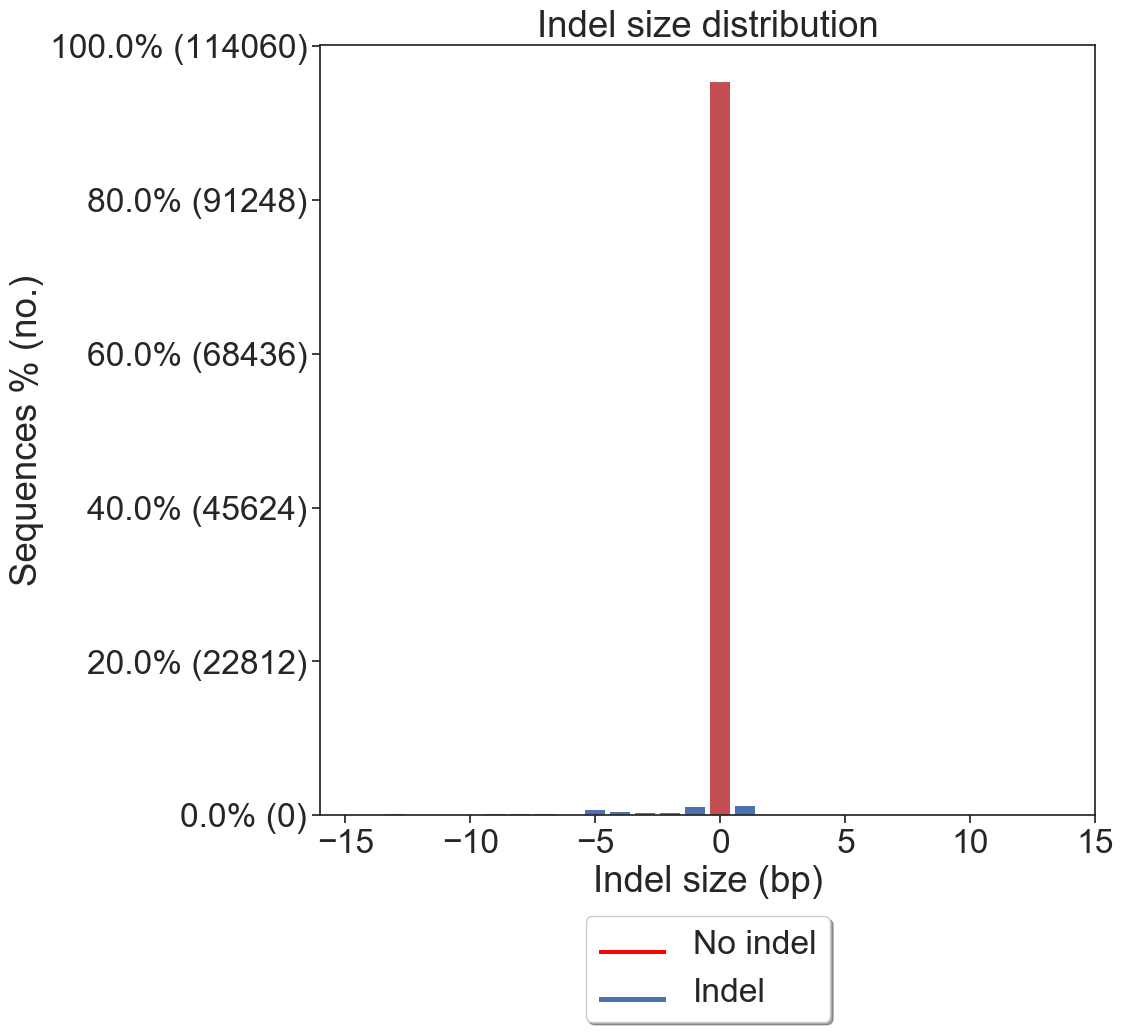 Indel size distribution
100.0% (114060)
80.0% (91248)
60.0% (68436)
40.0% (45624)
20.0% (22812)
0.0% (0)
Sequences % (no.)
−15 −10 −5 0 5 10 15
Indel size (bp)
No indel
Indel